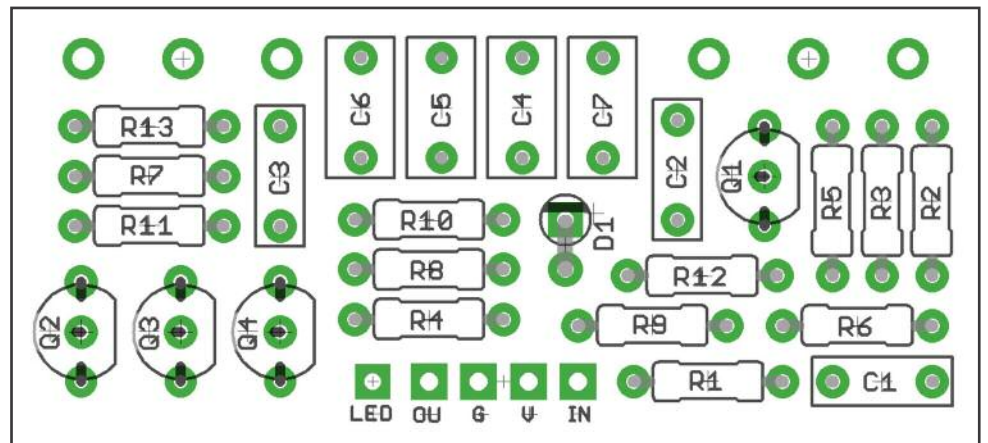 C6
C5
C4
C7
R13
R7
R11
C3
C2
Q1
R5
R3
R2
R10
R8
R4
D1
R12
R9
R6
Q2
Q3
Q4
R1
C1
LED OU G V IN